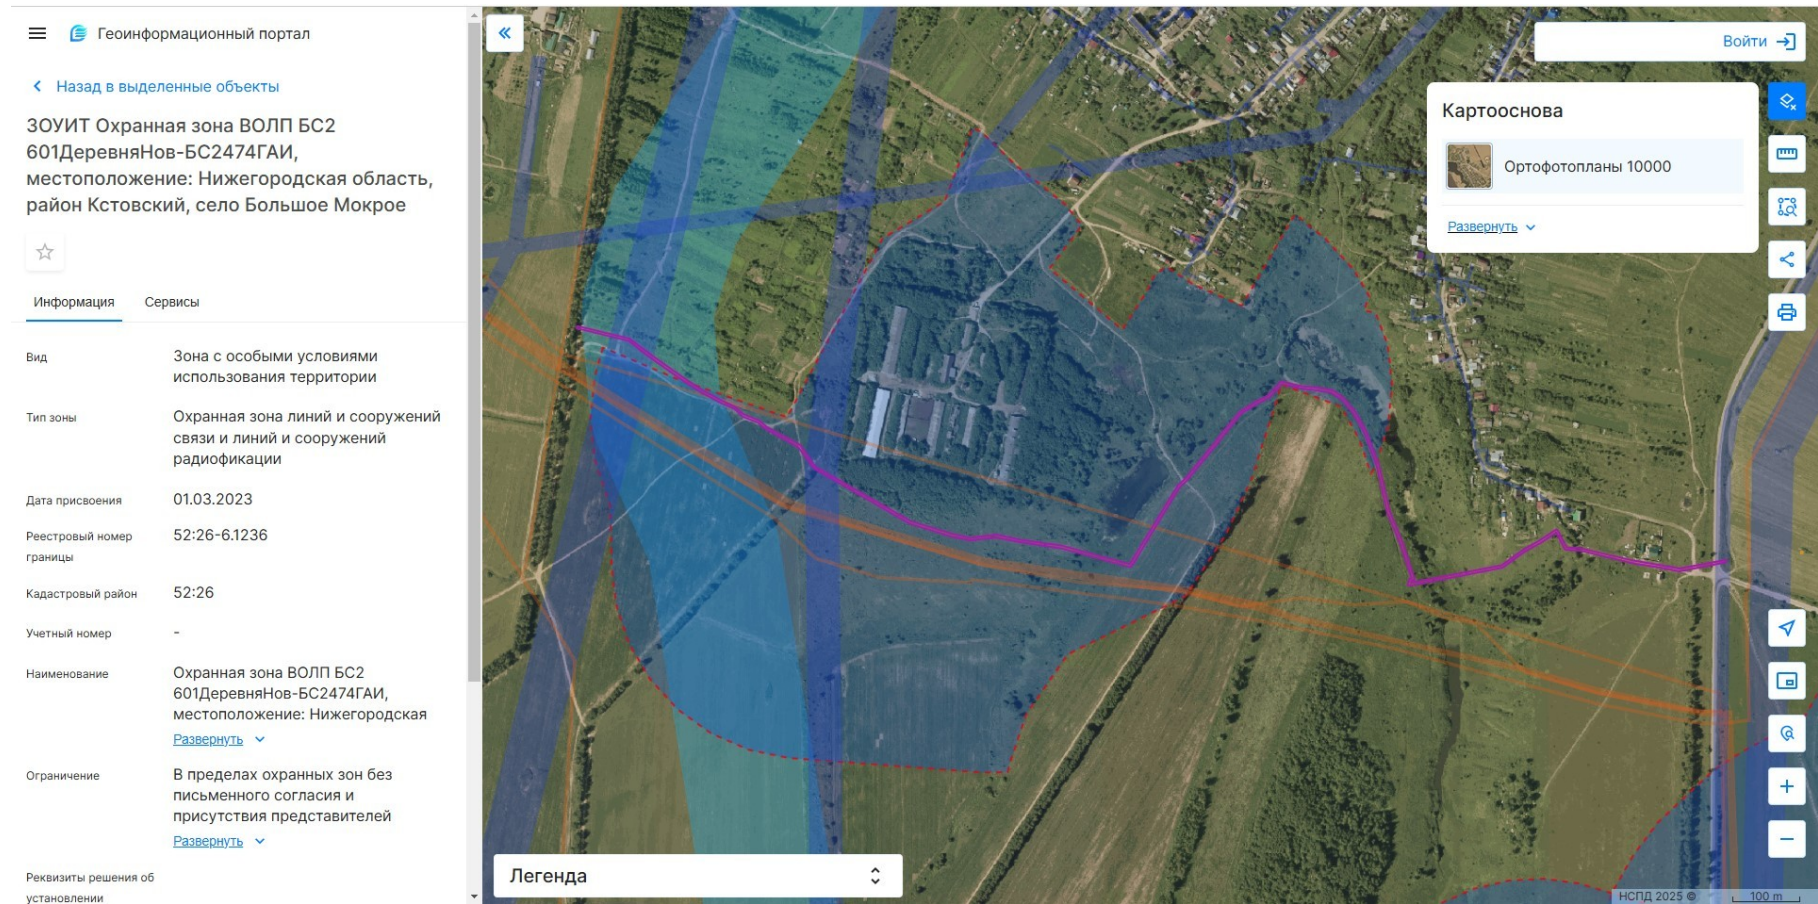 Геоинформационный портал
Назад в выделенные объекты
ЗОУИТ Охранная зона ВОЛП БС2
601ДеревняНов-БС2474ГАИ,
местоположение: Нижегородская область,
район Кстовский, село Большое Мокрое
Информация Сервисы
Вид Зона с особыми условиями
использования территории
Тип зоны Охранная зона линий и сооружений
связи и линий и сооружений
радиофикации
Дата присвоения 01.03.2023
Реестровый номер 52:26-6.1236
границы
Кадастровый район 52:26
Учетный номер -
Наименование Охранная зона ВОЛП БС2
601ДеревняНов-БС2474ГАИ,
местоположение: Нижегородская
Развернуть
Ограничение В пределах охранных зон без
письменного согласия и
присутствия представителей
Развернуть
Реквизиты решения об
установлении
Войти
Картооснова
Ортофотопланы 10000
Развернуть
Легенда
НСПД 2025 © 100 m